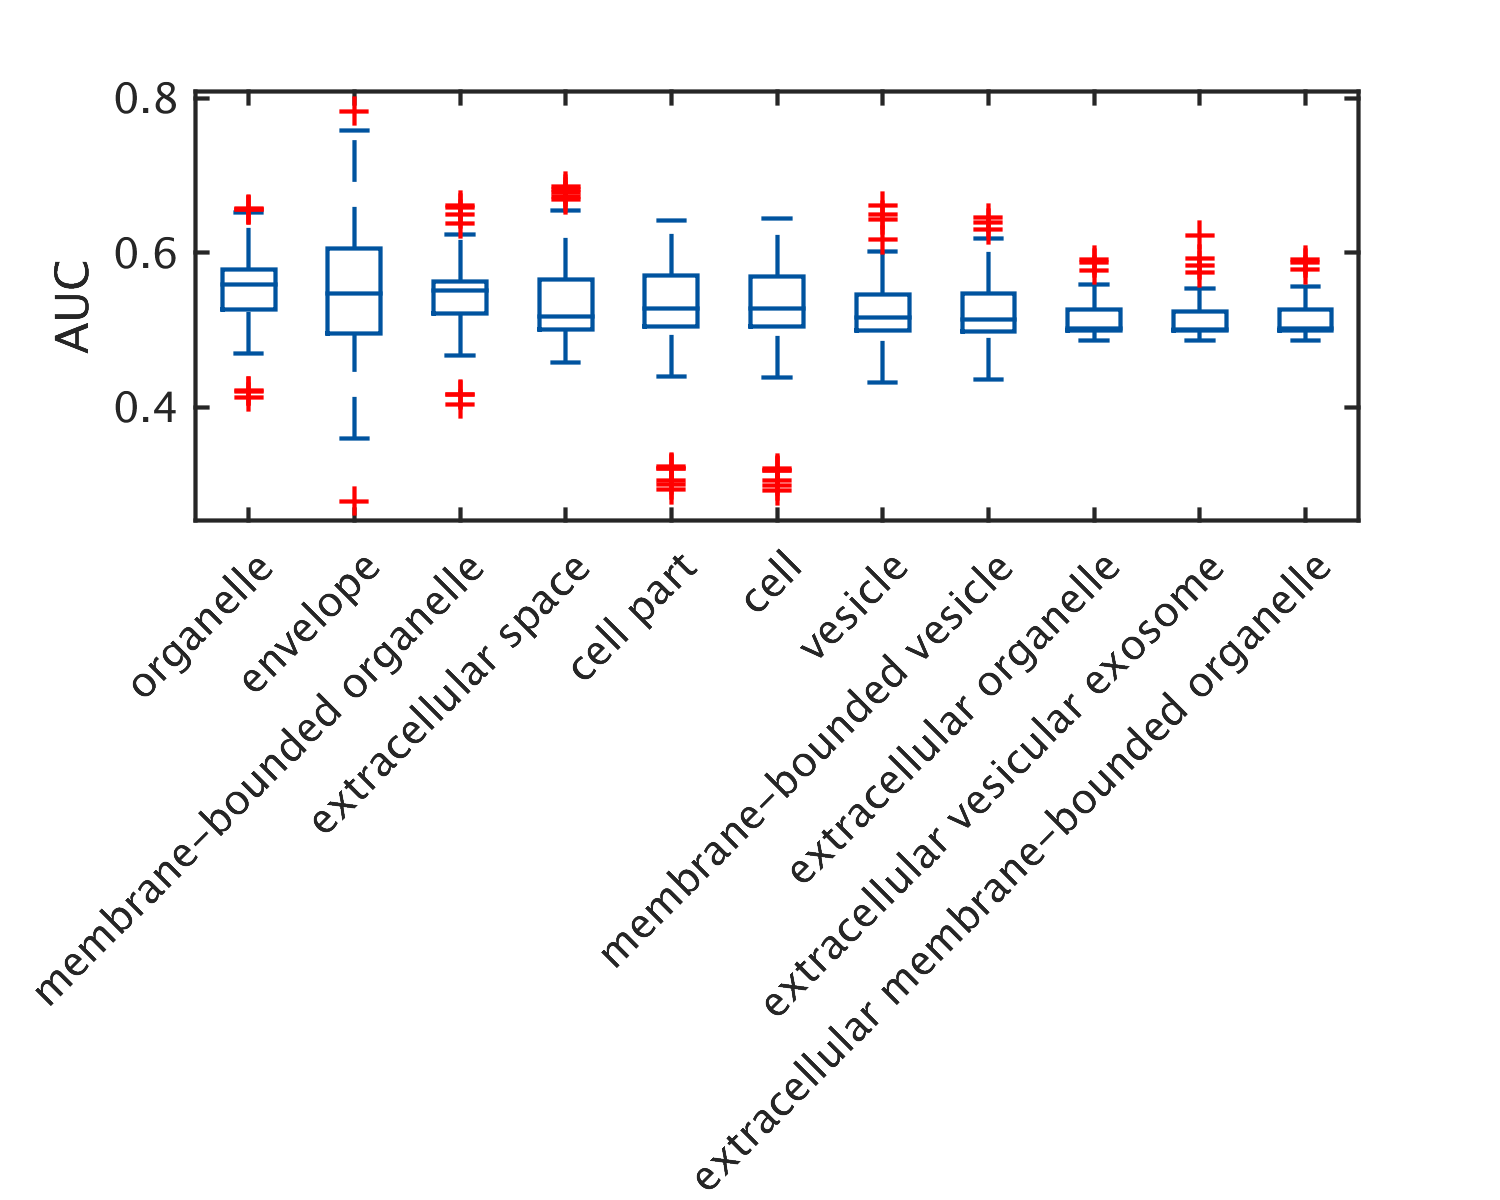 0.8
0.6
0.4
AUC
organelle
envelope
membrane-bounded organelle
extracellular space
cell part
cell
vesicle
membrane-bounded vesicle
extracellular organelle
extracellular vesicular exosome
extracellular membrane-bounded organelle